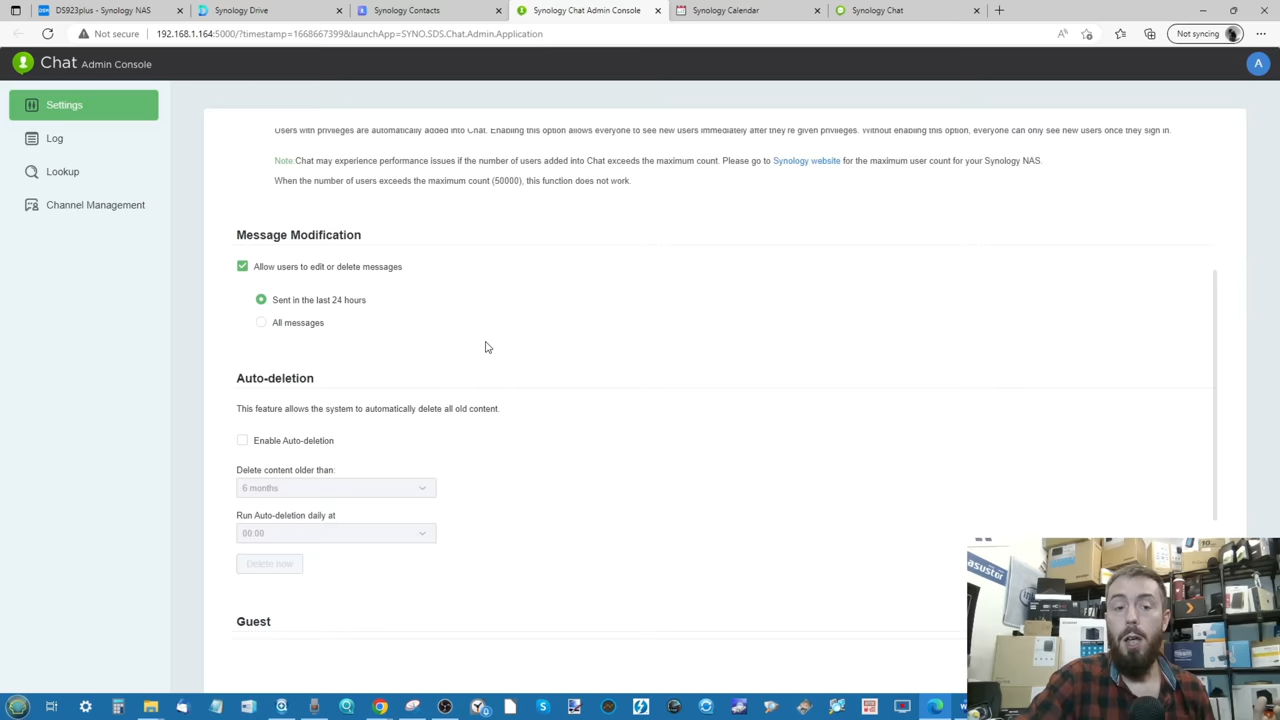 DS923plus - Synology NAS
Synology Drive
Synology Contacts
Synology Chat Admin Console
Synology Calendar
Synology Chat
Not secure
192.168.1.164:5000/?timestamp=1668667399&launchApp=SYNO.SDS.Chat.Admin.Application
Not syncing
Chat Admin Console
A
Settings
Log
Lookup
Channel Management
Users with privileges are automatically added into Chat. Enabling this option allows everyone to see new users immediately after they're given privileges. Without enabling this option, everyone can only see new users once they sign in.
Note Chat may experience performance issues if the number of users added into Chat exceeds the maximum count. Please go to Synology website for the maximum user count for your Synology NAS.
When the number of users exceeds the maximum count (50000), this function does not work.
Message Modification
Allow users to edit or delete messages
Sent in the last 24 hours
All messages
Auto-deletion
This feature allows the system to automatically delete all old content.
Enable Auto-deletion
Delete content older than:
6 months
Run Auto-deletion daily at
00:00
Delete now
Guest
asustor